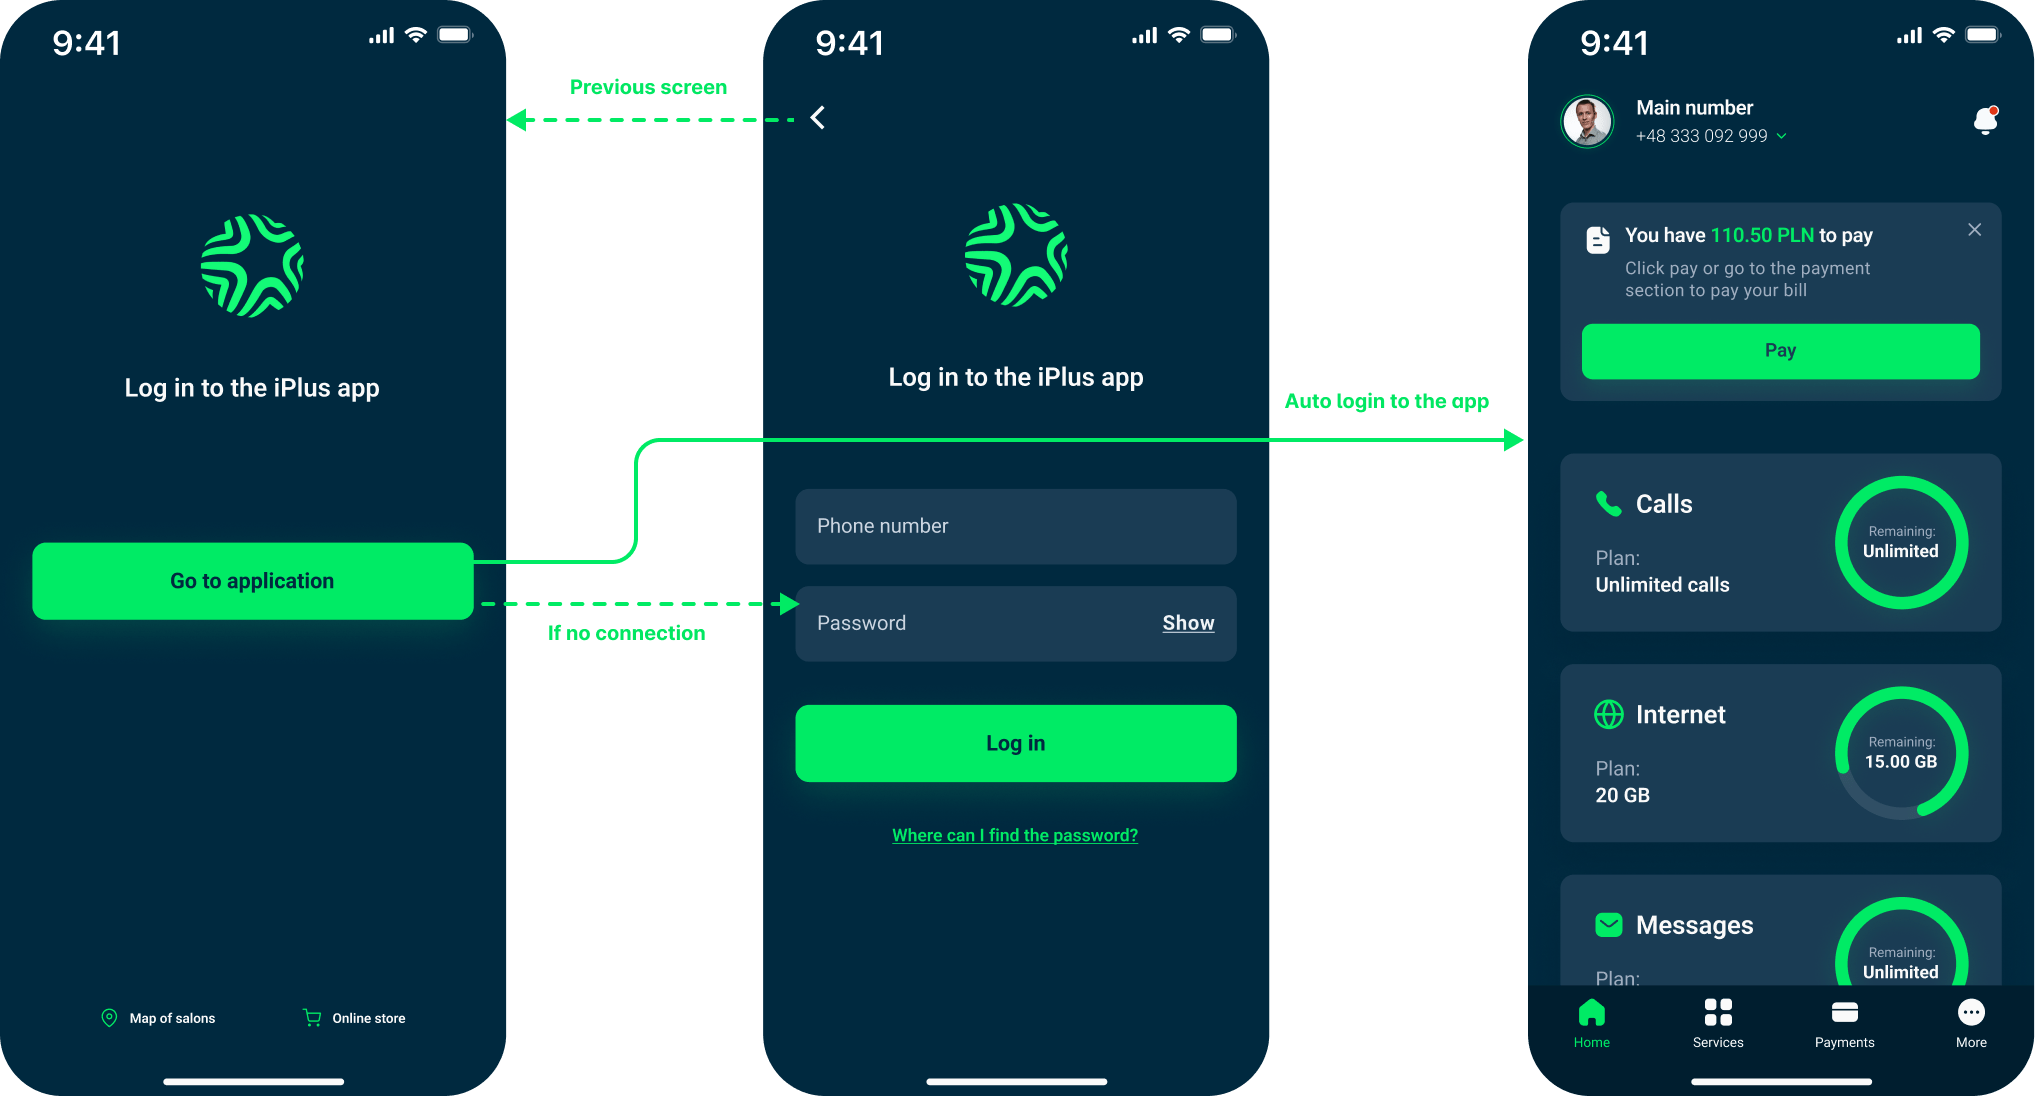 9:41
Log in to the iPlus app
Go to application
Map of salons
Online store
Previous screen
If no connection
9:41
Log in to the iPlus app
Phone number
Password
Show
Log in
Where can I find the password?
Auto login to the app
9:41
Main number
+48 333 092 999
You have 110.50 PLN to pay
Click pay or go to the payment
section to pay your bill
Pay
Calls
Plan:
Unlimited calls
Remaining:
Unlimited
Internet
Plan:
20 GB
Remaining:
15.00 GB
Messages
Plan:
Remaining:
Unlimited
Home
Services
Payments
More